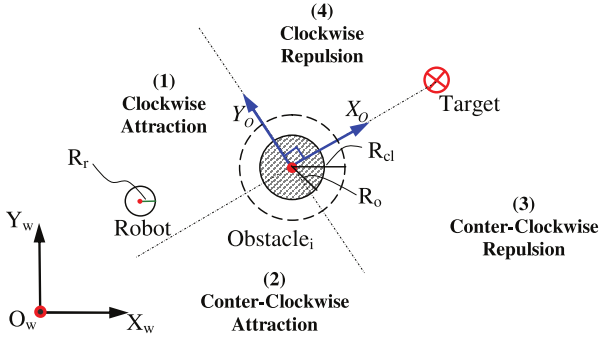 (4)
Clockwise
Repulsion
(1)
Clockwise
Attraction
Y_O
X_O
Target
R_cl
R_r
R_o
Robot
(3)
Conter-Clockwise
Repulsion
Y_w
Obstacle_i
(2)
Conter-Clockwise
Attraction
O_w
X_w